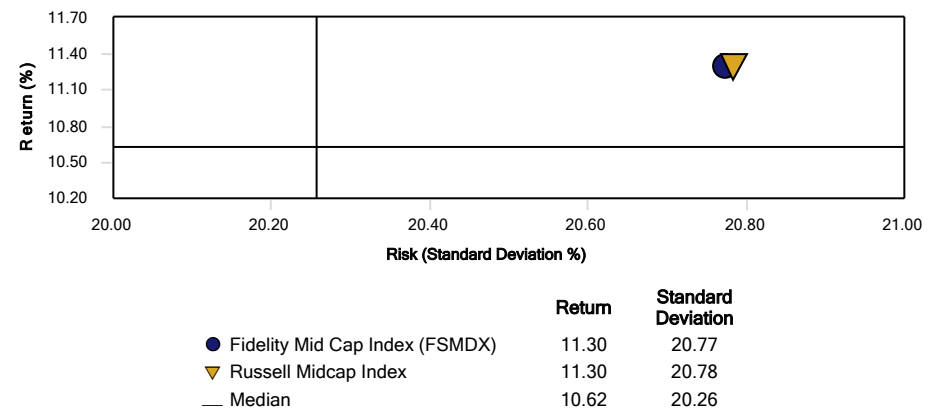 11.70
11.40
11.10
10.80
10.50
10.20
Return (%)
20.00 20.20 20.40 20.60 20.80 21.00
Risk (Standard Deviation %)
Return Standard Deviation
Fidelity Mid Cap Index (FSMDX) 11.30 20.77
Russell Midcap Index 11.30 20.78
Median 10.62 20.26